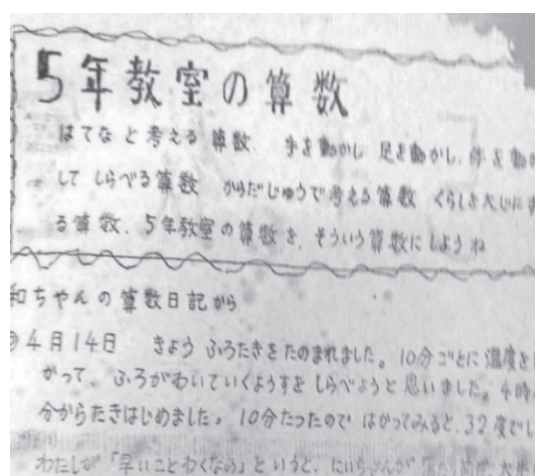 5年教室の算数
はてなと考える算数. 手を動かし 足を動かし. 体を動か
して しらべる算数 からだじゅうで考える算数 くらしを大じにす
る算数. 5年教室の算数を, そういう算数にしようね
和ちゃんの算数日記から
4月14日 きょう ふろたきをたのまれました。10分ごとに温度をは
かって、ふろがわいていくようすを しらべようと思いました。4時
分からたきはじめました。10分たったので はかってみると、32度でし
わたしが「早いことわくなあ」というと、にいちゃんが